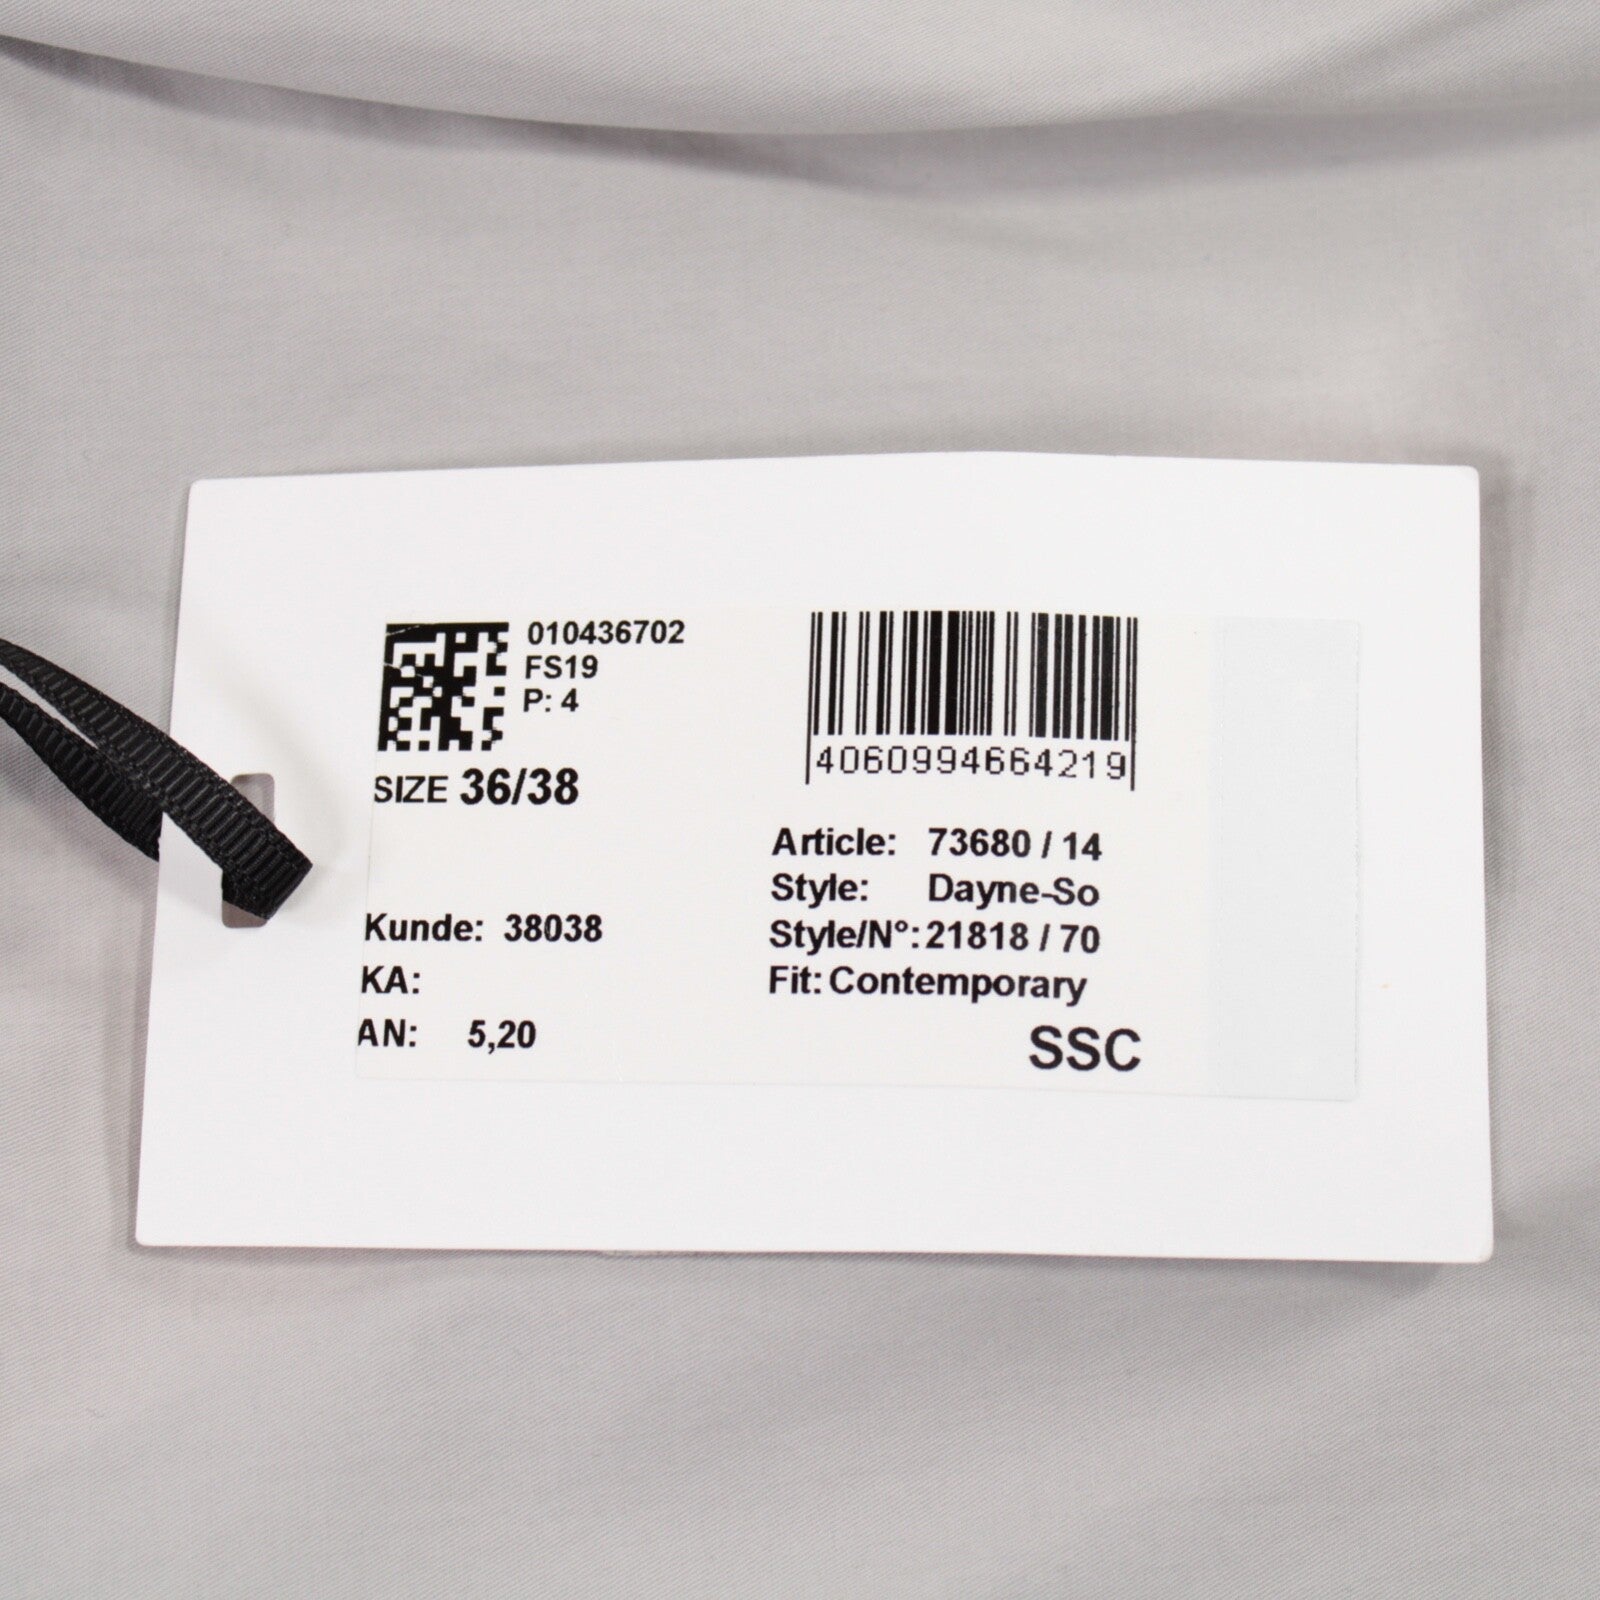 010436702
FS19
P: 4
SIZE 36/38
Kunde: 38038
KA:
AN: 5,20
4060994664219
Article: 73680 / 14
Style: Dayne-So
Style/N°: 21818 / 70
Fit: Contemporary
SSC